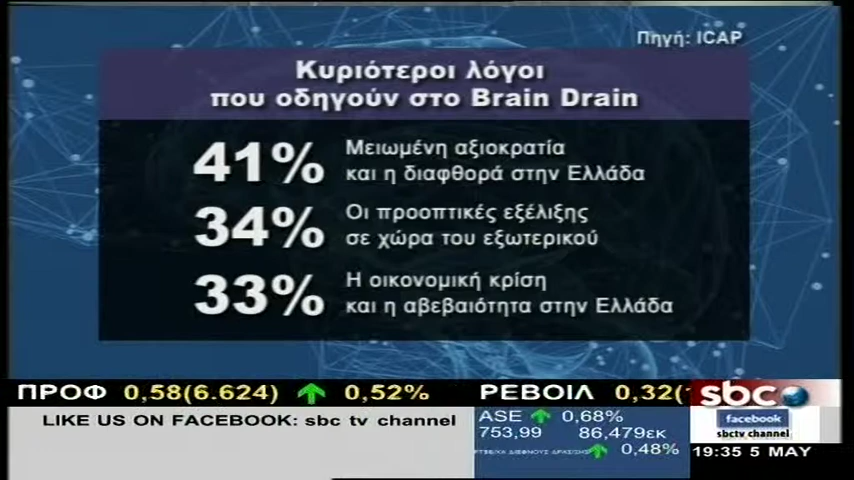 Πηγή: ICAP
Κυριότεροι λόγοι
που οδηγούν στο Brain Drain
41%
Μειωμένη αξιοκρατία
και η διαφθορά στην Ελλάδα
34%
Οι προοπτικές εξέλιξης
σε χώρα του εξωτερικού
33%
Η οικονομική κρίση
και η αβεβαιότητα στην Ελλάδα
ΠΡΟΦ 0,58(6.624) 0,52% ΡΕΒΟΙΛ 0,32(
sbc
LIKE US ON FACEBOOK: sbc tv channel
ASE 0,68%
753,99 86,479εκ
0,48%
facebook
sbctv channel
19:35 5 MAY